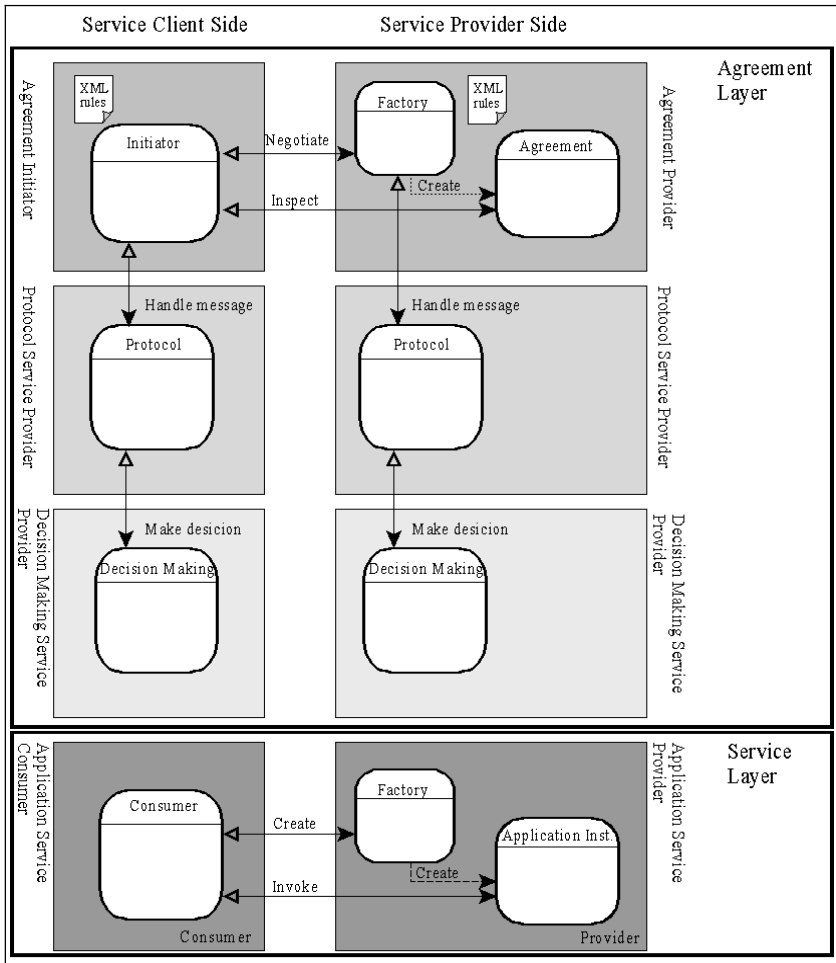 Service Client Side
Service Provider Side
Agreement
Layer
Agreement Initiator
XML
rules
Initiator
Negotiate
Inspect
Factory
XML
rules
Create
Agreement
Agreement Provider
Protocol Service Provider
Handle message
Protocol
Handle message
Protocol
Protocol Service Provider
Decision Making Service
Provider
Make desicion
Decision Making
Make desicion
Decision Making
Decision Making Service
Provider
Service
Layer
Application Service
Consumer
Consumer
Create
Invoke
Factory
Create
Application Inst.
Application Service
Provider
Consumer
Provider